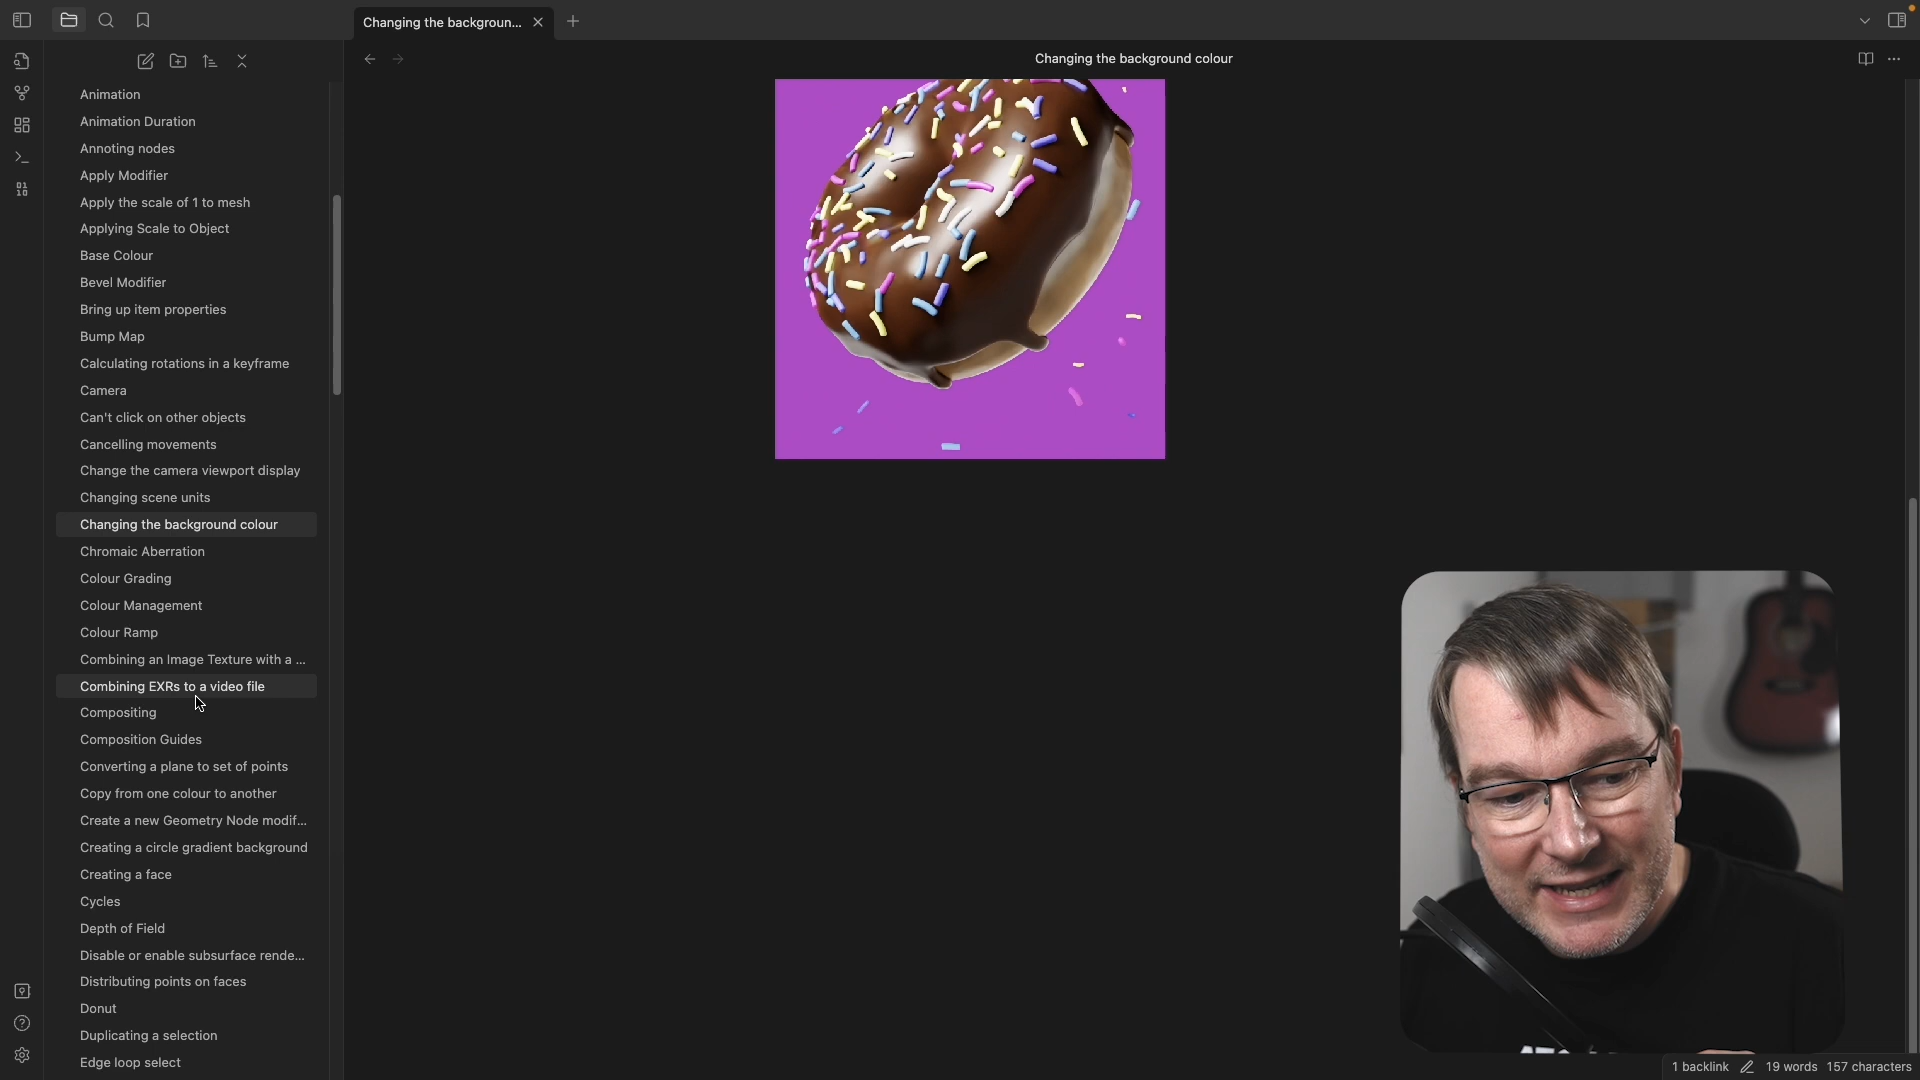 Changing the backgroun...
Changing the background colour
Animation
Animation Duration
Annoting nodes
Apply Modifier
Apply the scale of 1 to mesh
Applying Scale to Object
Base Colour
Bevel Modifier
Bring up item properties
Bump Map
Calculating rotations in a keyframe
Camera
Can't click on other objects
Cancelling movements
Change the camera viewport display
Changing scene units
Changing the background colour
Chromaic Aberration
Colour Grading
Colour Management
Colour Ramp
Combining an Image Texture with a ...
Combining EXRs to a video file
Compositing
Composition Guides
Converting a plane to set of points
Copy from one colour to another
Create a new Geometry Node modif...
Creating a circle gradient background
Creating a face
Cycles
Depth of Field
Disable or enable subsurface rende...
Distributing points on faces
Donut
Duplicating a selection
Edge loop select
1 backlink 19 words 157 characters